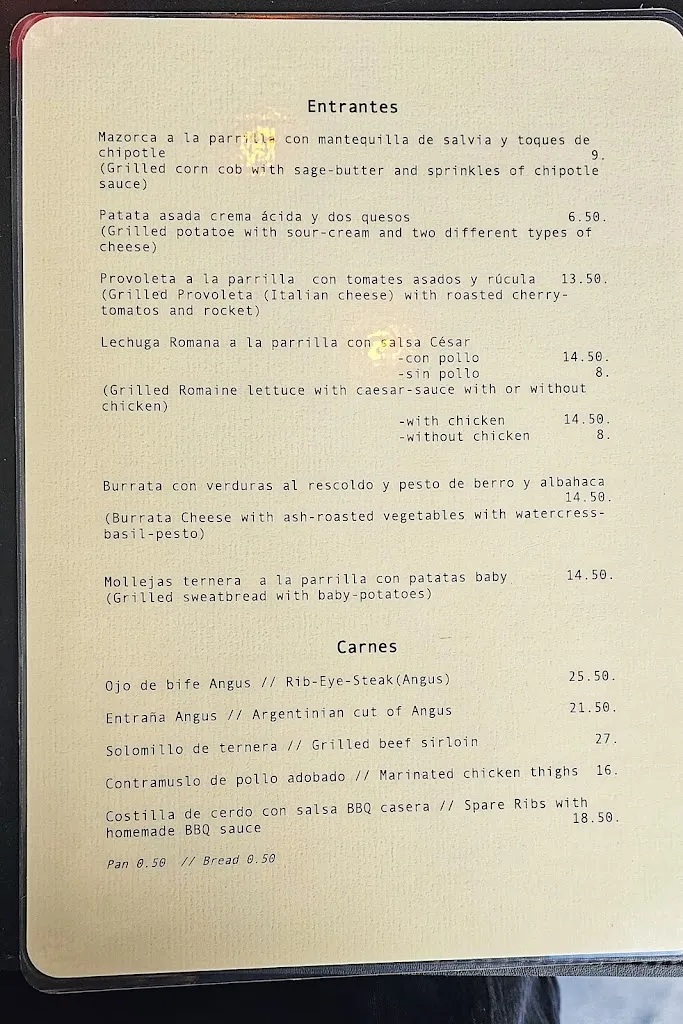 Entrantes
Mazorca a la parrilla con mantequilla de salvia y toques de
chipotle 9.
(Grilled corn cob with sage-butter and sprinkles of chipotle
sauce)
Patata asada crema ácida y dos quesos 6.50.
(Grilled potatoe with sour-cream and two different types of
cheese)
Provoleta a la parrilla con tomates asados y rúcula 13.50.
(Grilled Provoleta (Italian cheese) with roasted cherry-
tomatos and rocket)
Lechuga Romana a la parrilla con salsa César
-con pollo 14.50.
-sin pollo 8.
(Grilled Romaine lettuce with caesar-sauce with or without
chicken)
-with chicken 14.50.
-without chicken 8.
Burrata con verduras al rescoldo y pesto de berro y albahaca
14.50.
(Burrata Cheese with ash-roasted vegetables with watercress-
basil-pesto)
Mollejas ternera a la parrilla con patatas baby 14.50.
(Grilled sweatbread with baby-potatoes)
Carnes
Ojo de bife Angus // Rib-Eye-Steak(Angus) 25.50.
Entraña Angus // Argentinian cut of Angus 21.50.
Solomillo de ternera // Grilled beef sirloin 27.
Contramuslo de pollo adobado // Marinated chicken thighs 16.
Costilla de cerdo con salsa BBQ casera // Spare Ribs with
homemade BBQ sauce 18.50.
Pan 0.50 // Bread 0.50